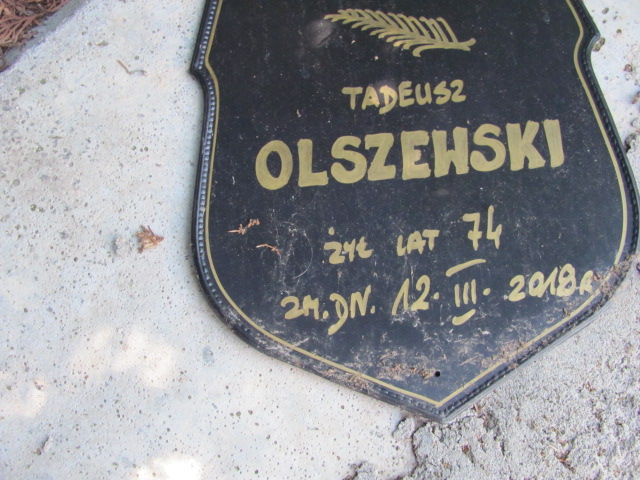 TADEUSZ
OLSZEWSKI
ŻYŁ LAT 74
ZM. DN. 12. III. 2018 R